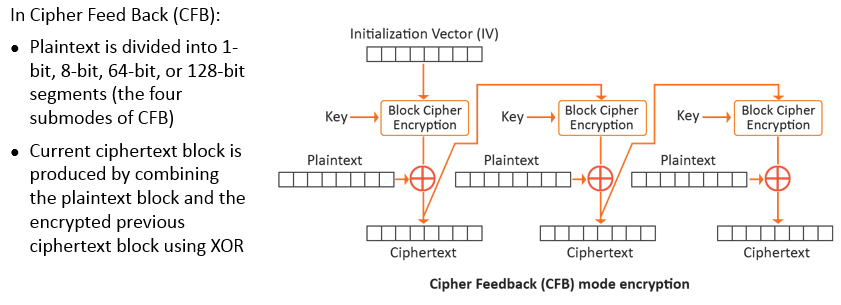 In Cipher Feed Back (CFB):
• Plaintext is divided into 1-
bit, 8-bit, 64-bit, or 128-bit
segments (the four
submodes of CFB)
• Current ciphertext block is
produced by combining
the plaintext block and the
encrypted previous
ciphertext block using XOR
Initialization Vector (IV)
Key
Block Cipher
Encryption
Key
Block Cipher
Encryption
Key
Block Cipher
Encryption
Plaintext
Plaintext
Plaintext
Ciphertext
Ciphertext
Ciphertext
Cipher Feedback (CFB) mode encryption